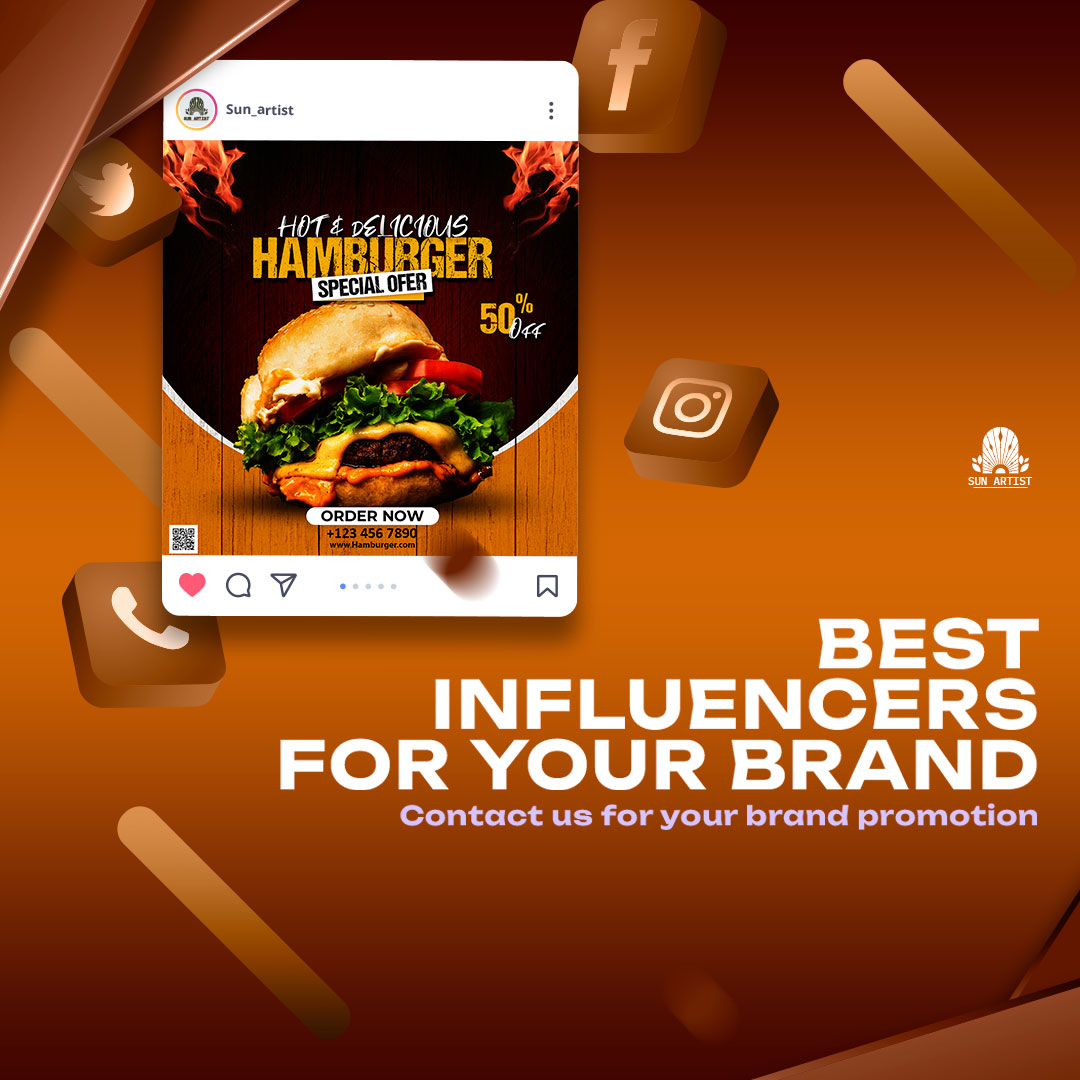 Sun_artist
HOT & DELICIOUS
HAMBURGER
SPECIAL OFER
50%
Off
ORDER NOW
+123 456 7890
www.Hamburger.com
SUN ARTIST
BEST
INFLUENCERS
FOR YOUR BRAND
Contact us for your brand promotion